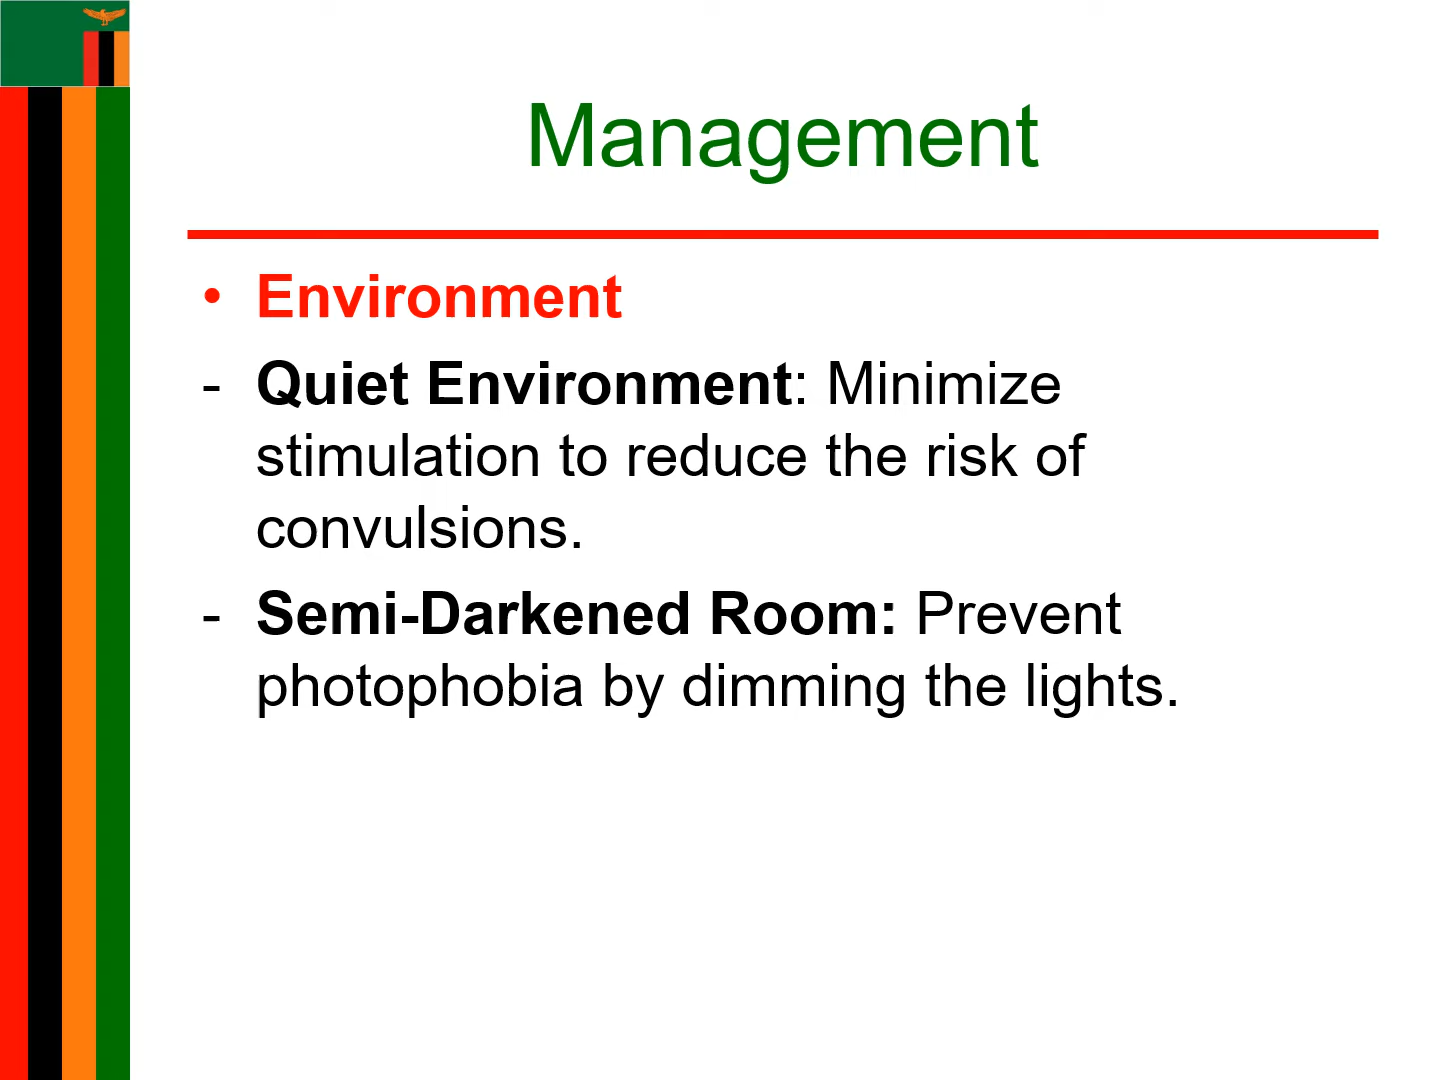 Management
• Environment
- Quiet Environment: Minimize
stimulation to reduce the risk of
convulsions.
- Semi-Darkened Room: Prevent
photophobia by dimming the lights.